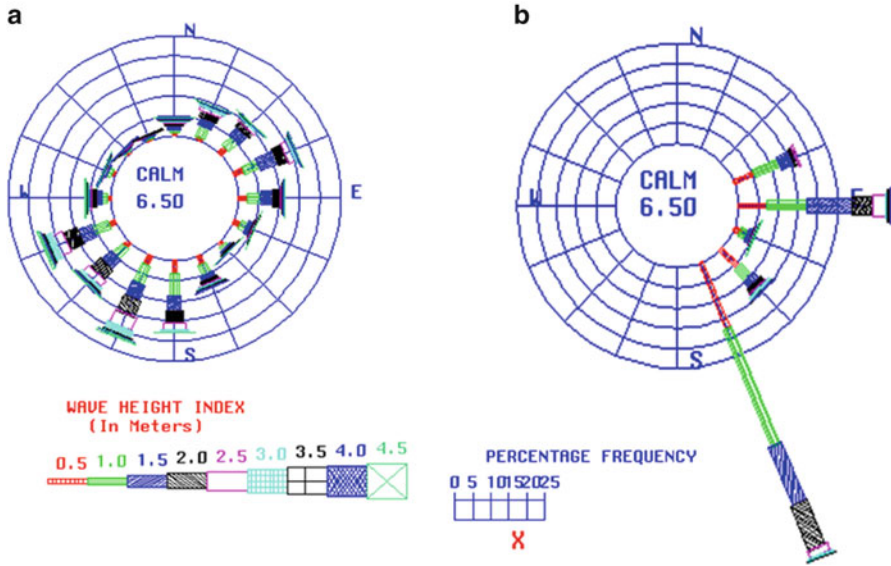 a
N
CALM
6.50
W
E
S
b
N
CALM
6.50
W
E
S
WAVE HEIGHT INDEX
(In Meters)
0.5 1.0 1.5 2.0 2.5 3.0 3.5 4.0 4.5
PERCENTAGE FREQUENCY
0 5 10 15 20 25
X